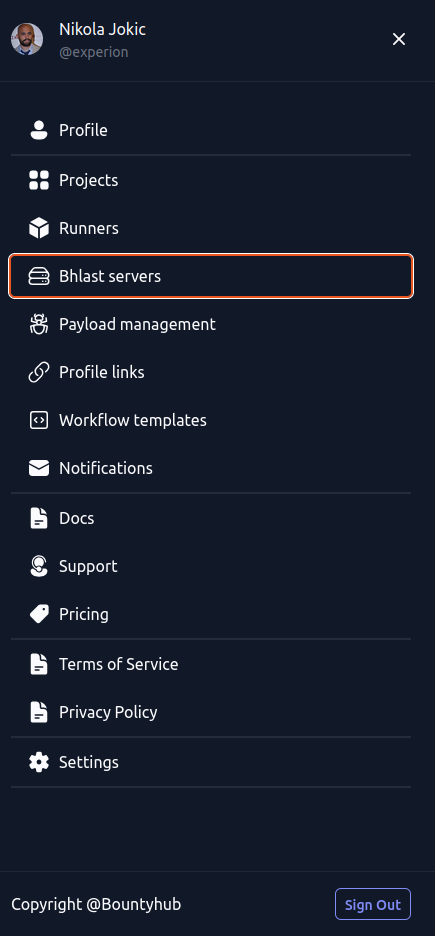 Nikola Jokic
@experion
Profile
Projects
Runners
Bhlast servers
Payload management
Profile links
Workflow templates
Notifications
Docs
Support
Pricing
Terms of Service
Privacy Policy
Settings
Copyright @Bountyhub
Sign Out